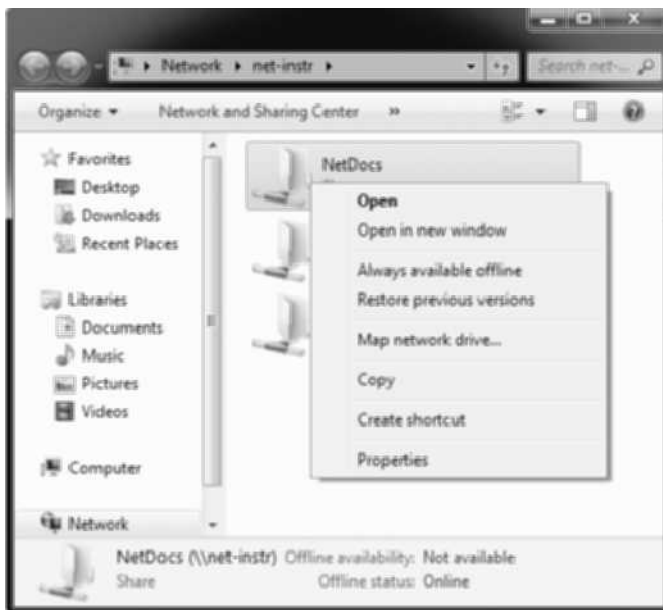 Network ▸ net-instr ▸
Search net-...
Organize ▾ Network and Sharing Center »
Favorites
Desktop
Downloads
Recent Places
Libraries
Documents
Music
Pictures
Videos
Computer
Network
NetDocs
Open
Open in new window
Always available offline
Restore previous versions
Map network drive...
Copy
Create shortcut
Properties
NetDocs (\\net-instr) Offline availability: Not available
Share Offline status: Online